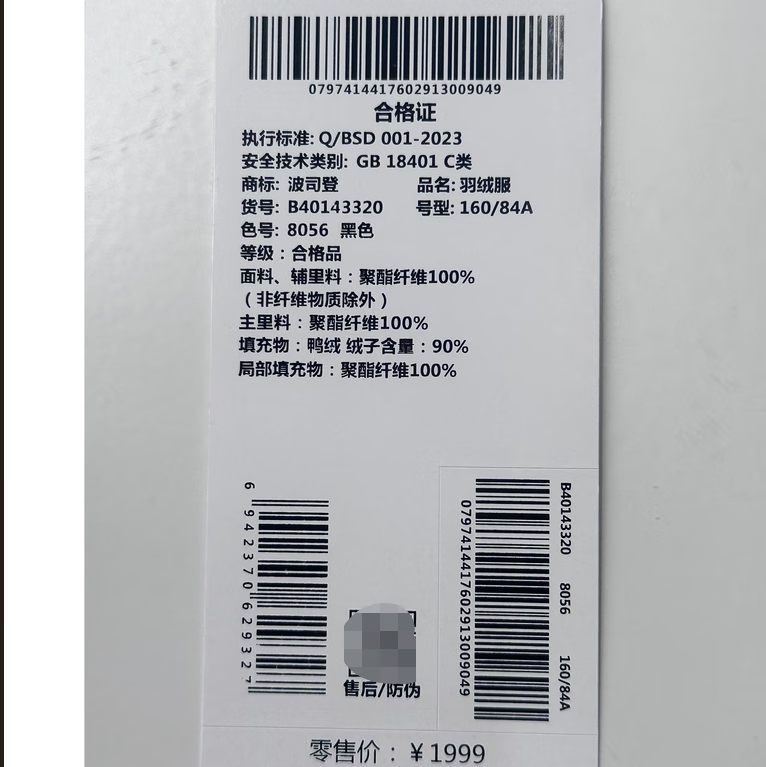 0797414417602913009049
合格证
执行标准: Q/BSD 001-2023
安全技术类别: GB 18401 C类
商标: 波司登 品名: 羽绒服
货号: B40143320 号型: 160/84A
色号: 8056 黑色
等级：合格品
面料、辅里料：聚酯纤维100%
（非纤维物质除外）
主里料：聚酯纤维100%
填充物：鸭绒 绒子含量：90%
局部填充物：聚酯纤维100%
6 942370 629327
售后/防伪
0797414417602913009049
B40143320 8056 160/84A
零售价：￥1999